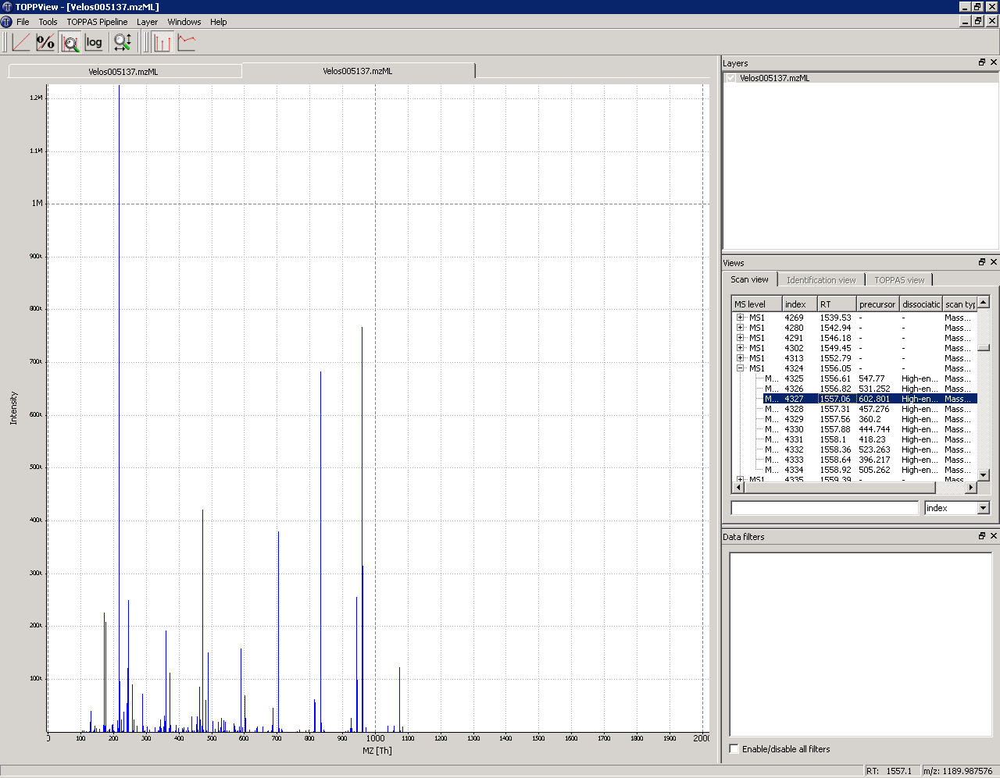 TOPPView - [Velos005137.mzML]
File Tools TOPPAS Pipeline Layer Windows Help
% log
Velos005137.mzML Velos005137.mzML
1.2M
1.1M
1M
900k
800k
700k
600k
500k
400k
300k
200k
100k
Intensity
0 100 200 300 400 500 600 700 800 900 1000 1100 1200 1300 1400 1500 1600 1700 1800 1900 2000
MZ [Th]
Layers
Velos005137.mzML
Views
Scan view Identification view TOPPAS view
MS level index RT precursor dissociatic scan typ
MS1 4269 1539.53 - - Mass...
MS1 4280 1542.94 - - Mass...
MS1 4291 1546.18 - - Mass...
MS1 4302 1549.45 - - Mass...
MS1 4313 1552.79 - - Mass...
MS1 4324 1556.05 - - Mass...
M... 4325 1556.61 547.77 High-en... Mass...
M... 4326 1556.82 531.252 High-en... Mass...
M... 4327 1557.06 602.801 High-en... Mass...
M... 4328 1557.31 457.276 High-en... Mass...
M... 4329 1557.56 360.2 High-en... Mass...
M... 4330 1557.88 444.744 High-en... Mass...
M... 4331 1558.1 418.23 High-en... Mass...
M... 4332 1558.36 523.263 High-en... Mass...
M... 4333 1558.64 396.217 High-en... Mass...
M... 4334 1558.92 505.262 High-en... Mass...
MS1 4335 1559.39 - - Mass...
index
Data filters
Enable/disable all filters
RT: 1557.1 m/z: 1189.987576